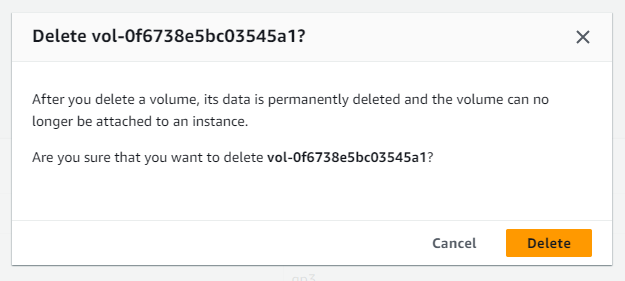 Delete vol-0f6738e5bc03545a1?
After you delete a volume, its data is permanently deleted and the volume can no
longer be attached to an instance.
Are you sure that you want to delete vol-0f6738e5bc03545a1?
Cancel
Delete
gp3